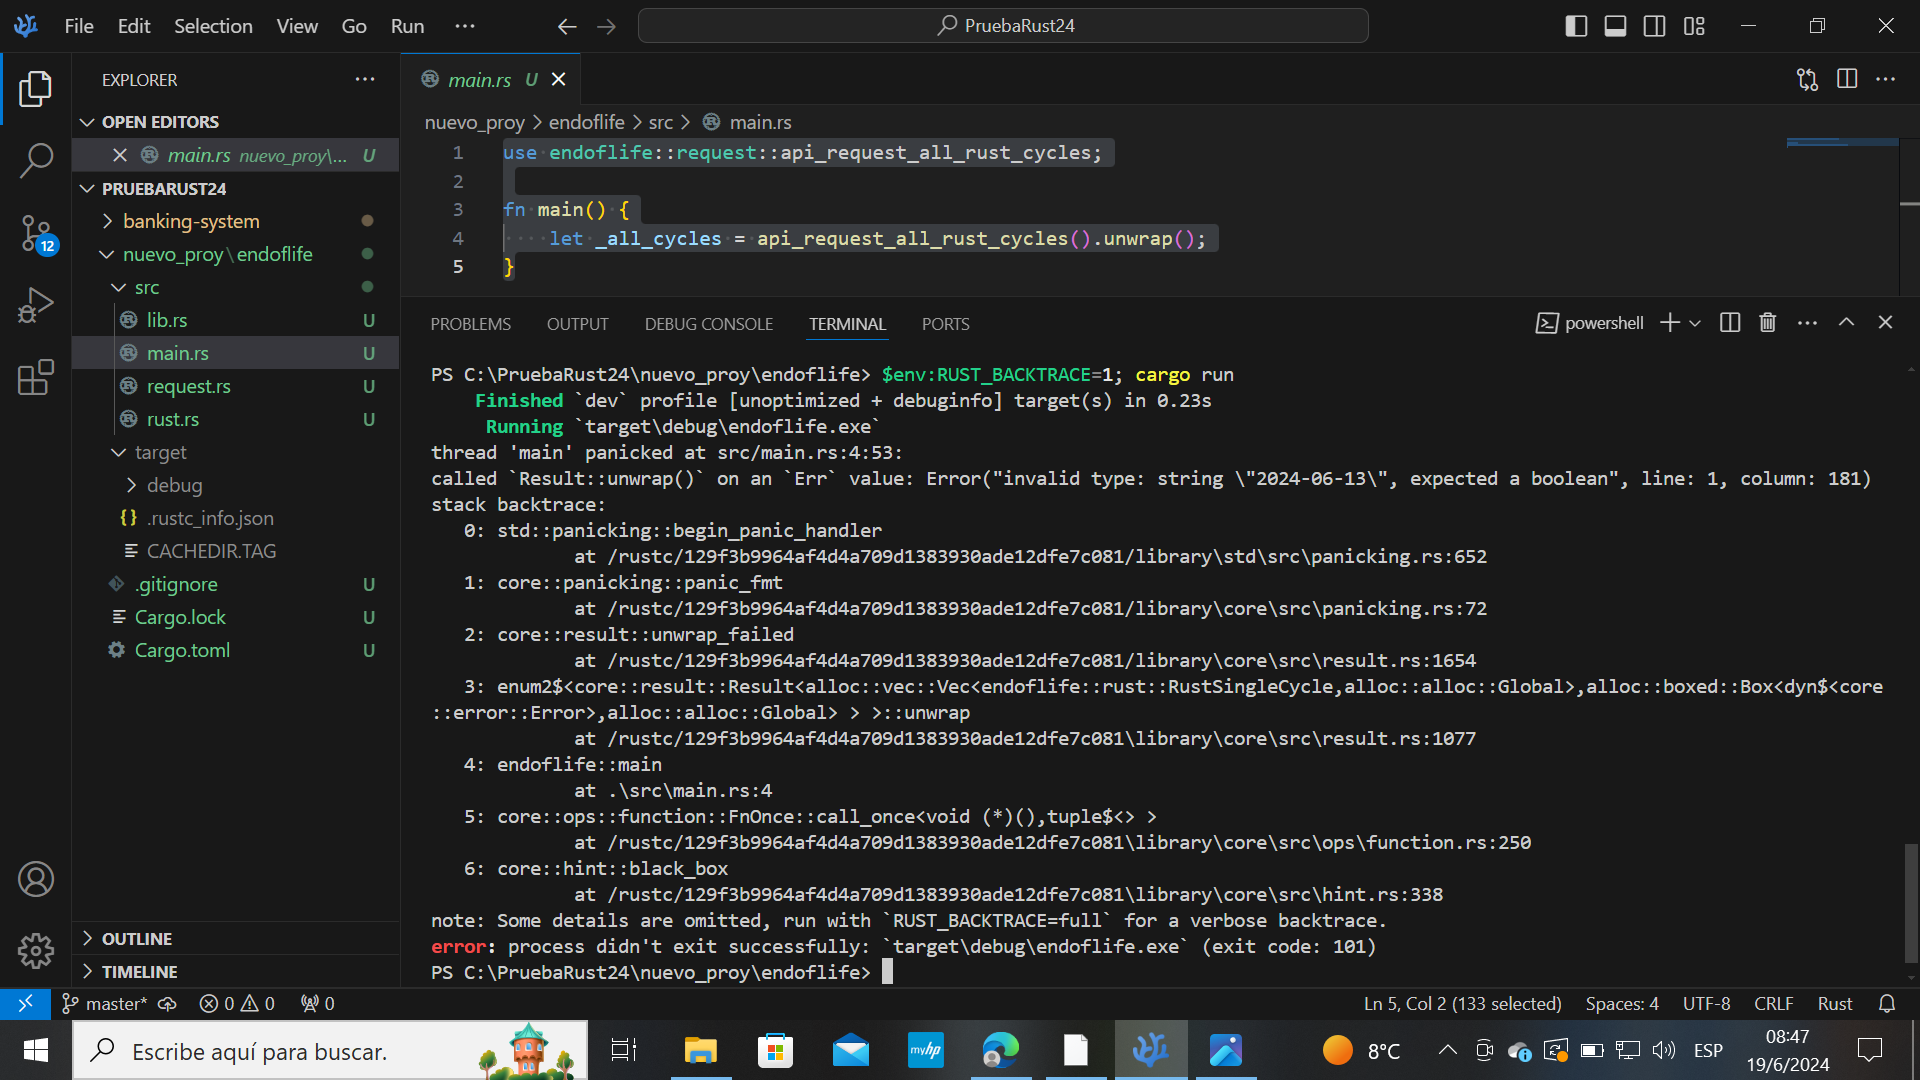 File Edit Selection View Go Run ··· PruebaRust24
EXPLORER ···
OPEN EDITORS
main.rs nuevo_proy\... U
PRUEBARUST24
banking-system
nuevo_proy\endoflife
src
lib.rs U
main.rs U
request.rs U
rust.rs U
target
debug
{} .rustc_info.json
CACHEDIR.TAG
.gitignore U
Cargo.lock U
Cargo.toml U
OUTLINE
TIMELINE
12
main.rs U
nuevo_proy > endoflife > src > main.rs
1 use endoflife::request::api_request_all_rust_cycles;
2
3 fn main() {
4 let _all_cycles = api_request_all_rust_cycles().unwrap();
5 }
PROBLEMS OUTPUT DEBUG CONSOLE TERMINAL PORTS powershell
PS C:\PruebaRust24\nuevo_proy\endoflife> $env:RUST_BACKTRACE=1; cargo run
Finished `dev` profile [unoptimized + debuginfo] target(s) in 0.23s
Running `target\debug\endoflife.exe`
thread 'main' panicked at src/main.rs:4:53:
called `Result::unwrap()` on an `Err` value: Error("invalid type: string \"2024-06-13\", expected a boolean", line: 1, column: 181)
stack backtrace:
0: std::panicking::begin_panic_handler
at /rustc/129f3b9964af4d4a709d1383930ade12dfe7c081/library\std\src\panicking.rs:652
1: core::panicking::panic_fmt
at /rustc/129f3b9964af4d4a709d1383930ade12dfe7c081/library\core\src\panicking.rs:72
2: core::result::unwrap_failed
at /rustc/129f3b9964af4d4a709d1383930ade12dfe7c081/library\core\src\result.rs:1654
3: enum2$<core::result::Result<alloc::vec::Vec<endoflife::rust::RustSingleCycle,alloc::alloc::Global>,alloc::boxed::Box<dyn$<core
::error::Error>,alloc::alloc::Global> > >::unwrap
at /rustc/129f3b9964af4d4a709d1383930ade12dfe7c081\library\core\src\result.rs:1077
4: endoflife::main
at .\src\main.rs:4
5: core::ops::function::FnOnce::call_once<void (*)(),tuple$<> >
at /rustc/129f3b9964af4d4a709d1383930ade12dfe7c081\library\core\src\ops\function.rs:250
6: core::hint::black_box
at /rustc/129f3b9964af4d4a709d1383930ade12dfe7c081\library\core\src\hint.rs:338
note: Some details are omitted, run with `RUST_BACKTRACE=full` for a verbose backtrace.
error: process didn't exit successfully: `target\debug\endoflife.exe` (exit code: 101)
PS C:\PruebaRust24\nuevo_proy\endoflife>
master* 0 0 0 Ln 5, Col 2 (133 selected) Spaces: 4 UTF-8 CRLF Rust
Escribe aquí para buscar. myhp 8°C ESP 08:47
19/6/2024